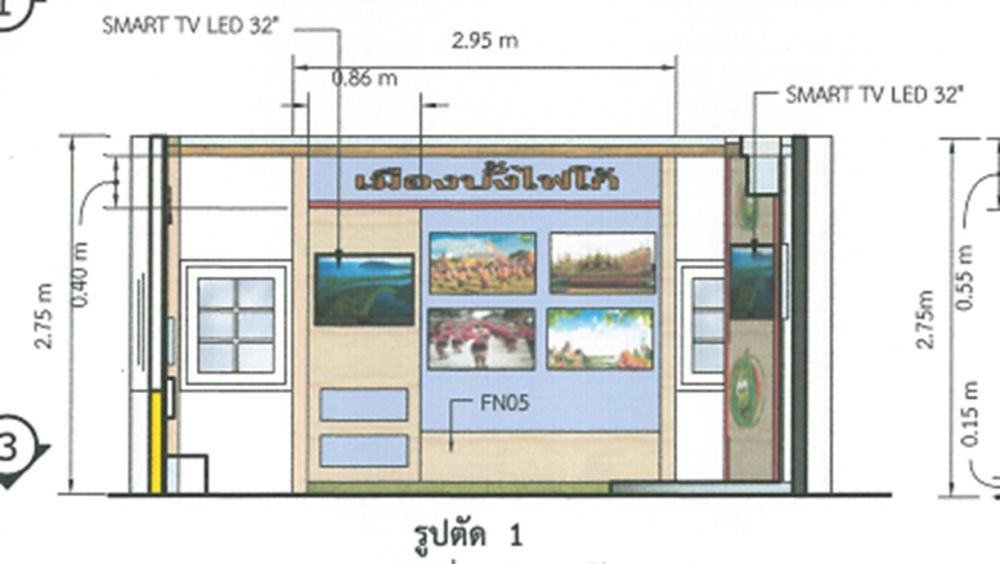 1
SMART TV LED 32"
2.95 m
0.86 m
SMART TV LED 32"
เมืองบั้งไฟโก้
0.40 m
2.75 m
0.55 m
2.75m
FN05
0.15 m
3
รูปตัด 1